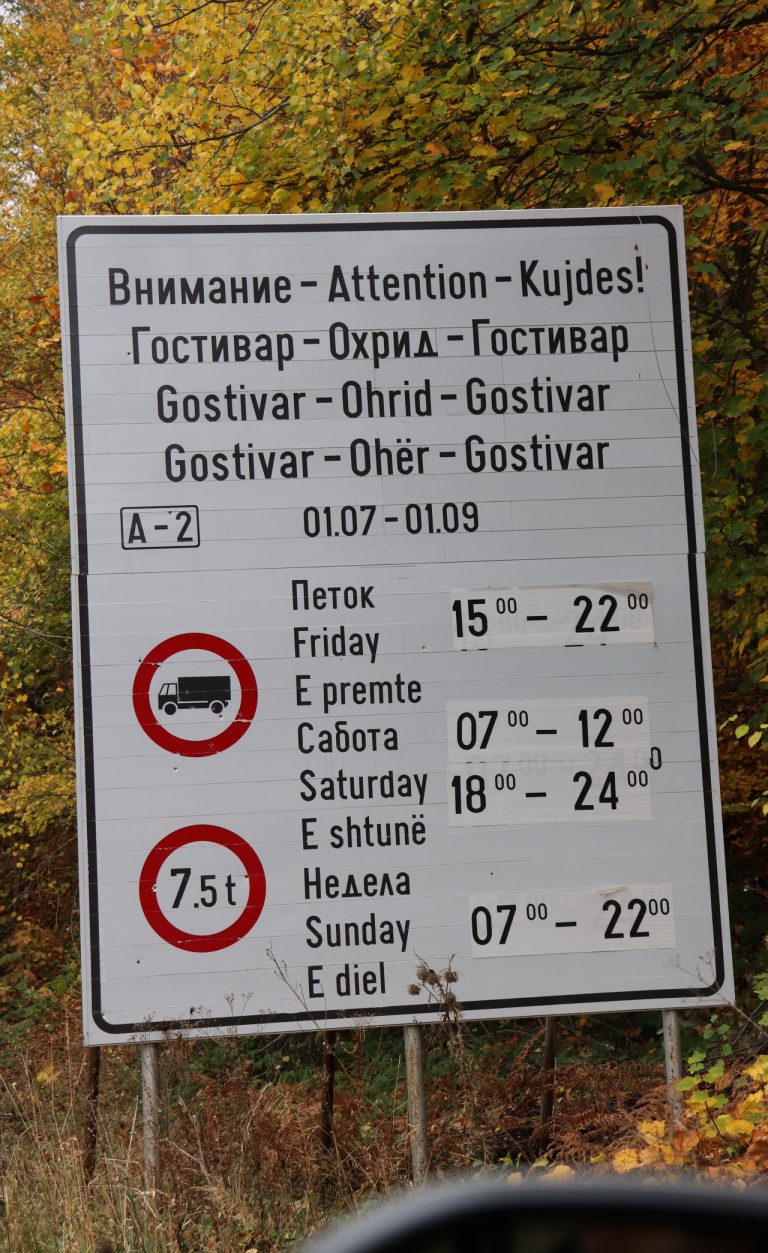 Внимание - Attention - Kujdes!
Гостивар - Охрид - Гостивар
Gostivar - Ohrid - Gostivar
Gostivar - Ohër - Gostivar
A - 2 01.07 - 01.09
Петок
Friday 15 00 - 22 00
E premte
Сабота 07 00 - 12 00
Saturday 18 00 - 24 00
E shtunë
7.5 t
Недела
Sunday 07 00 - 22 00
E diel